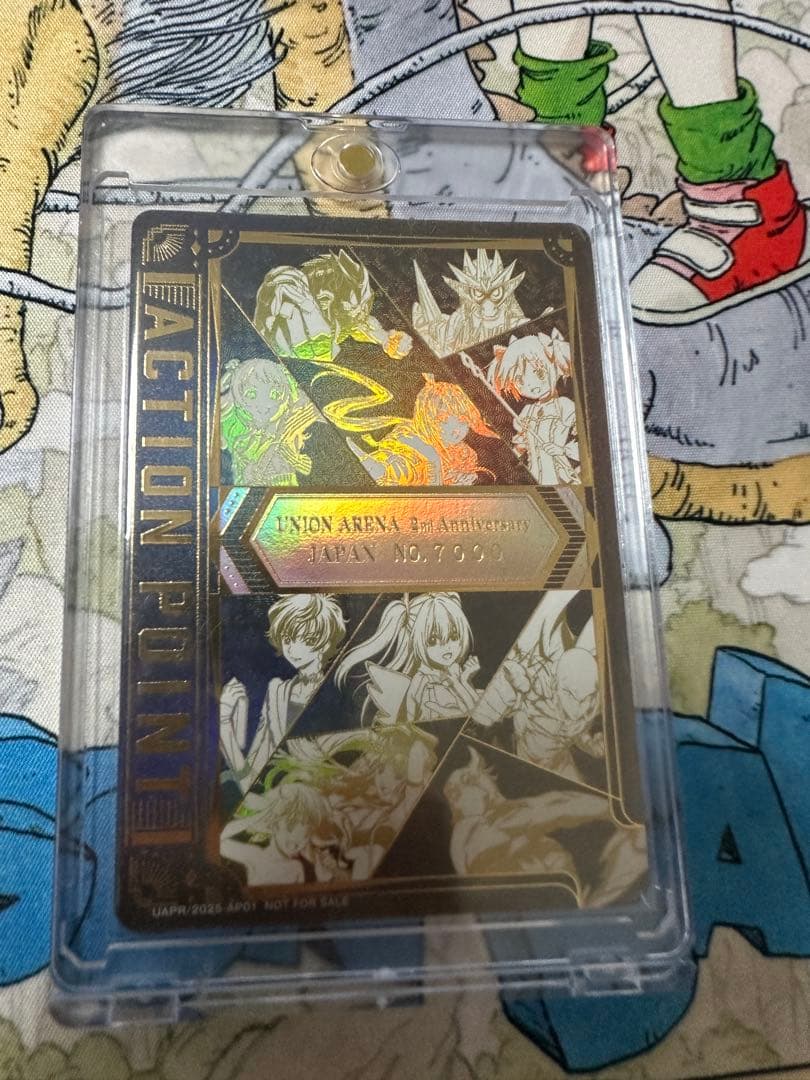 ACTION POINT
UNION ARENA 2nd Anniversary
JAPAN NO.7000
UAPR/2025-AP01 NOT FOR SALE